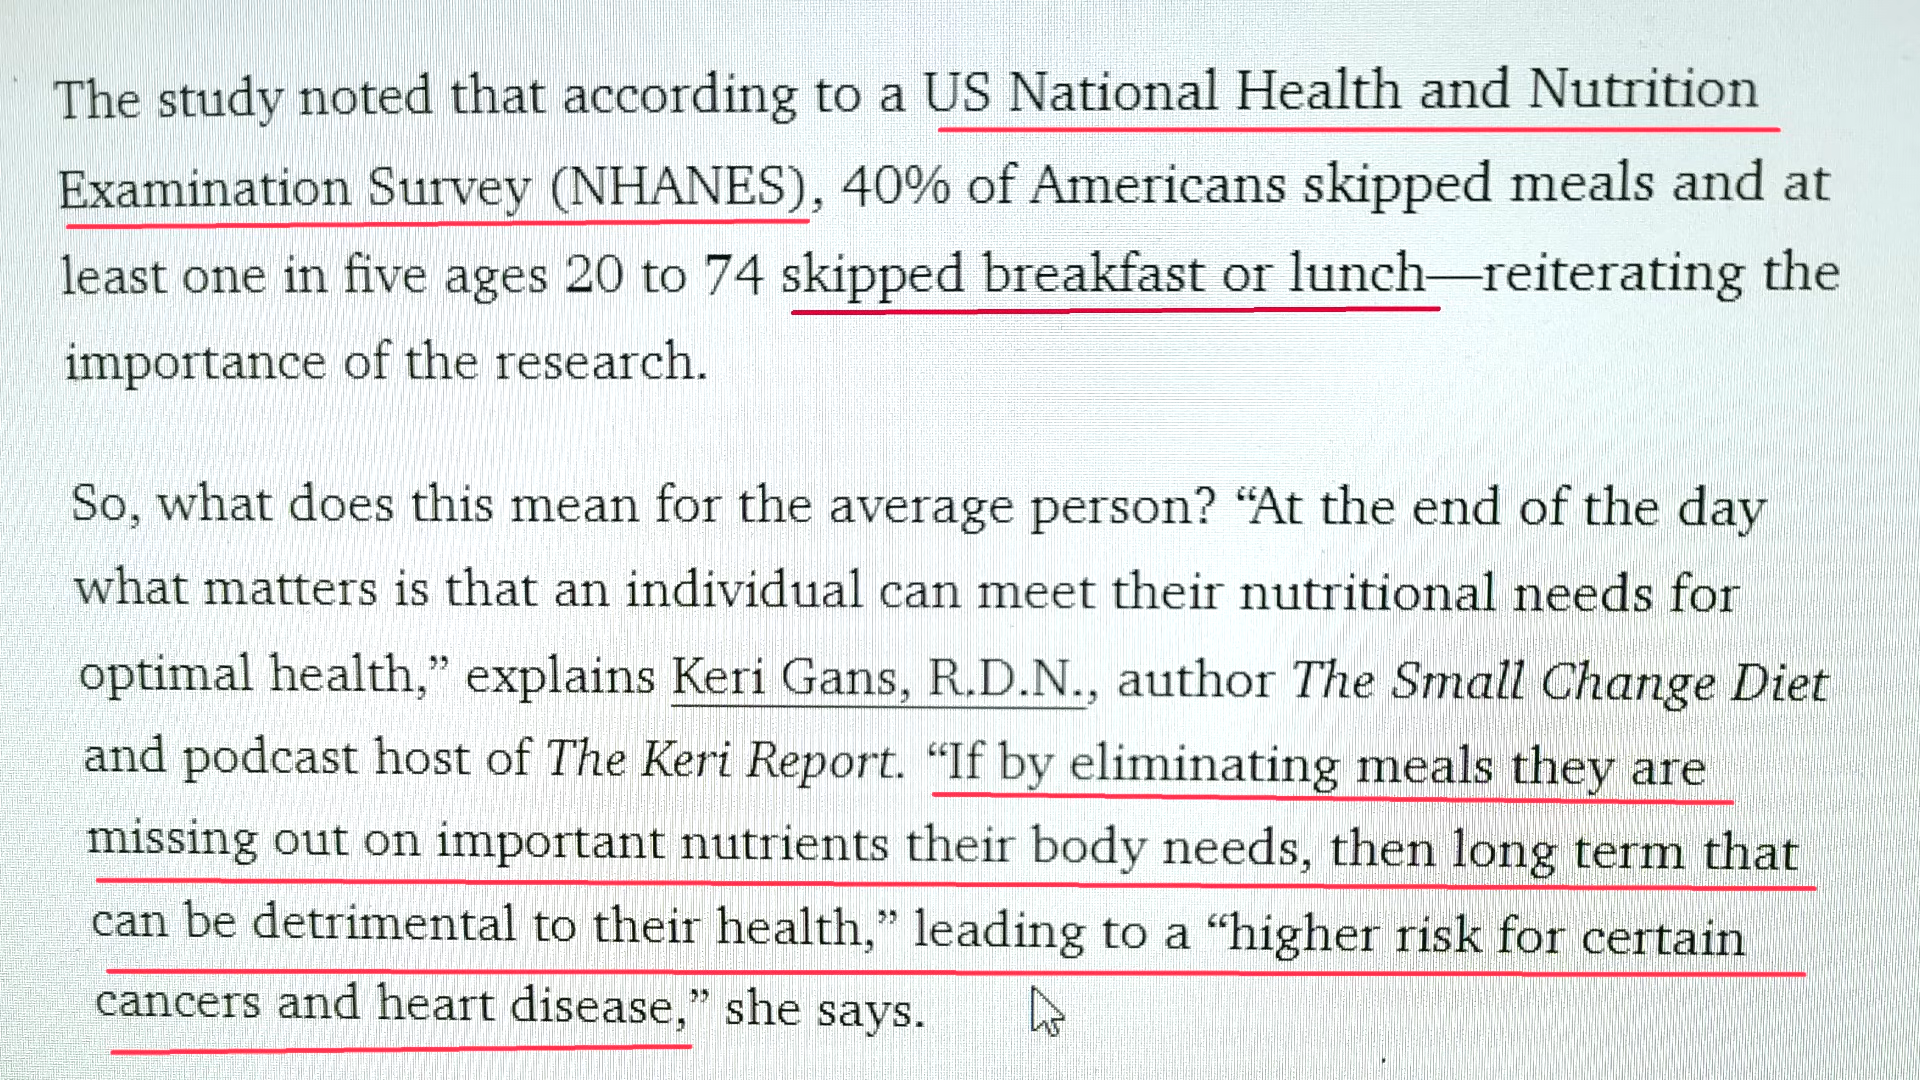 The study noted that according to a US National Health and Nutrition
Examination Survey (NHANES), 40% of Americans skipped meals and at
least one in five ages 20 to 74 skipped breakfast or lunch—reiterating the
importance of the research.
So, what does this mean for the average person? “At the end of the day
what matters is that an individual can meet their nutritional needs for
optimal health,” explains Keri Gans, R.D.N., author The Small Change Diet
and podcast host of The Keri Report. “If by eliminating meals they are
missing out on important nutrients their body needs, then long term that
can be detrimental to their health,” leading to a “higher risk for certain
cancers and heart disease,” she says.